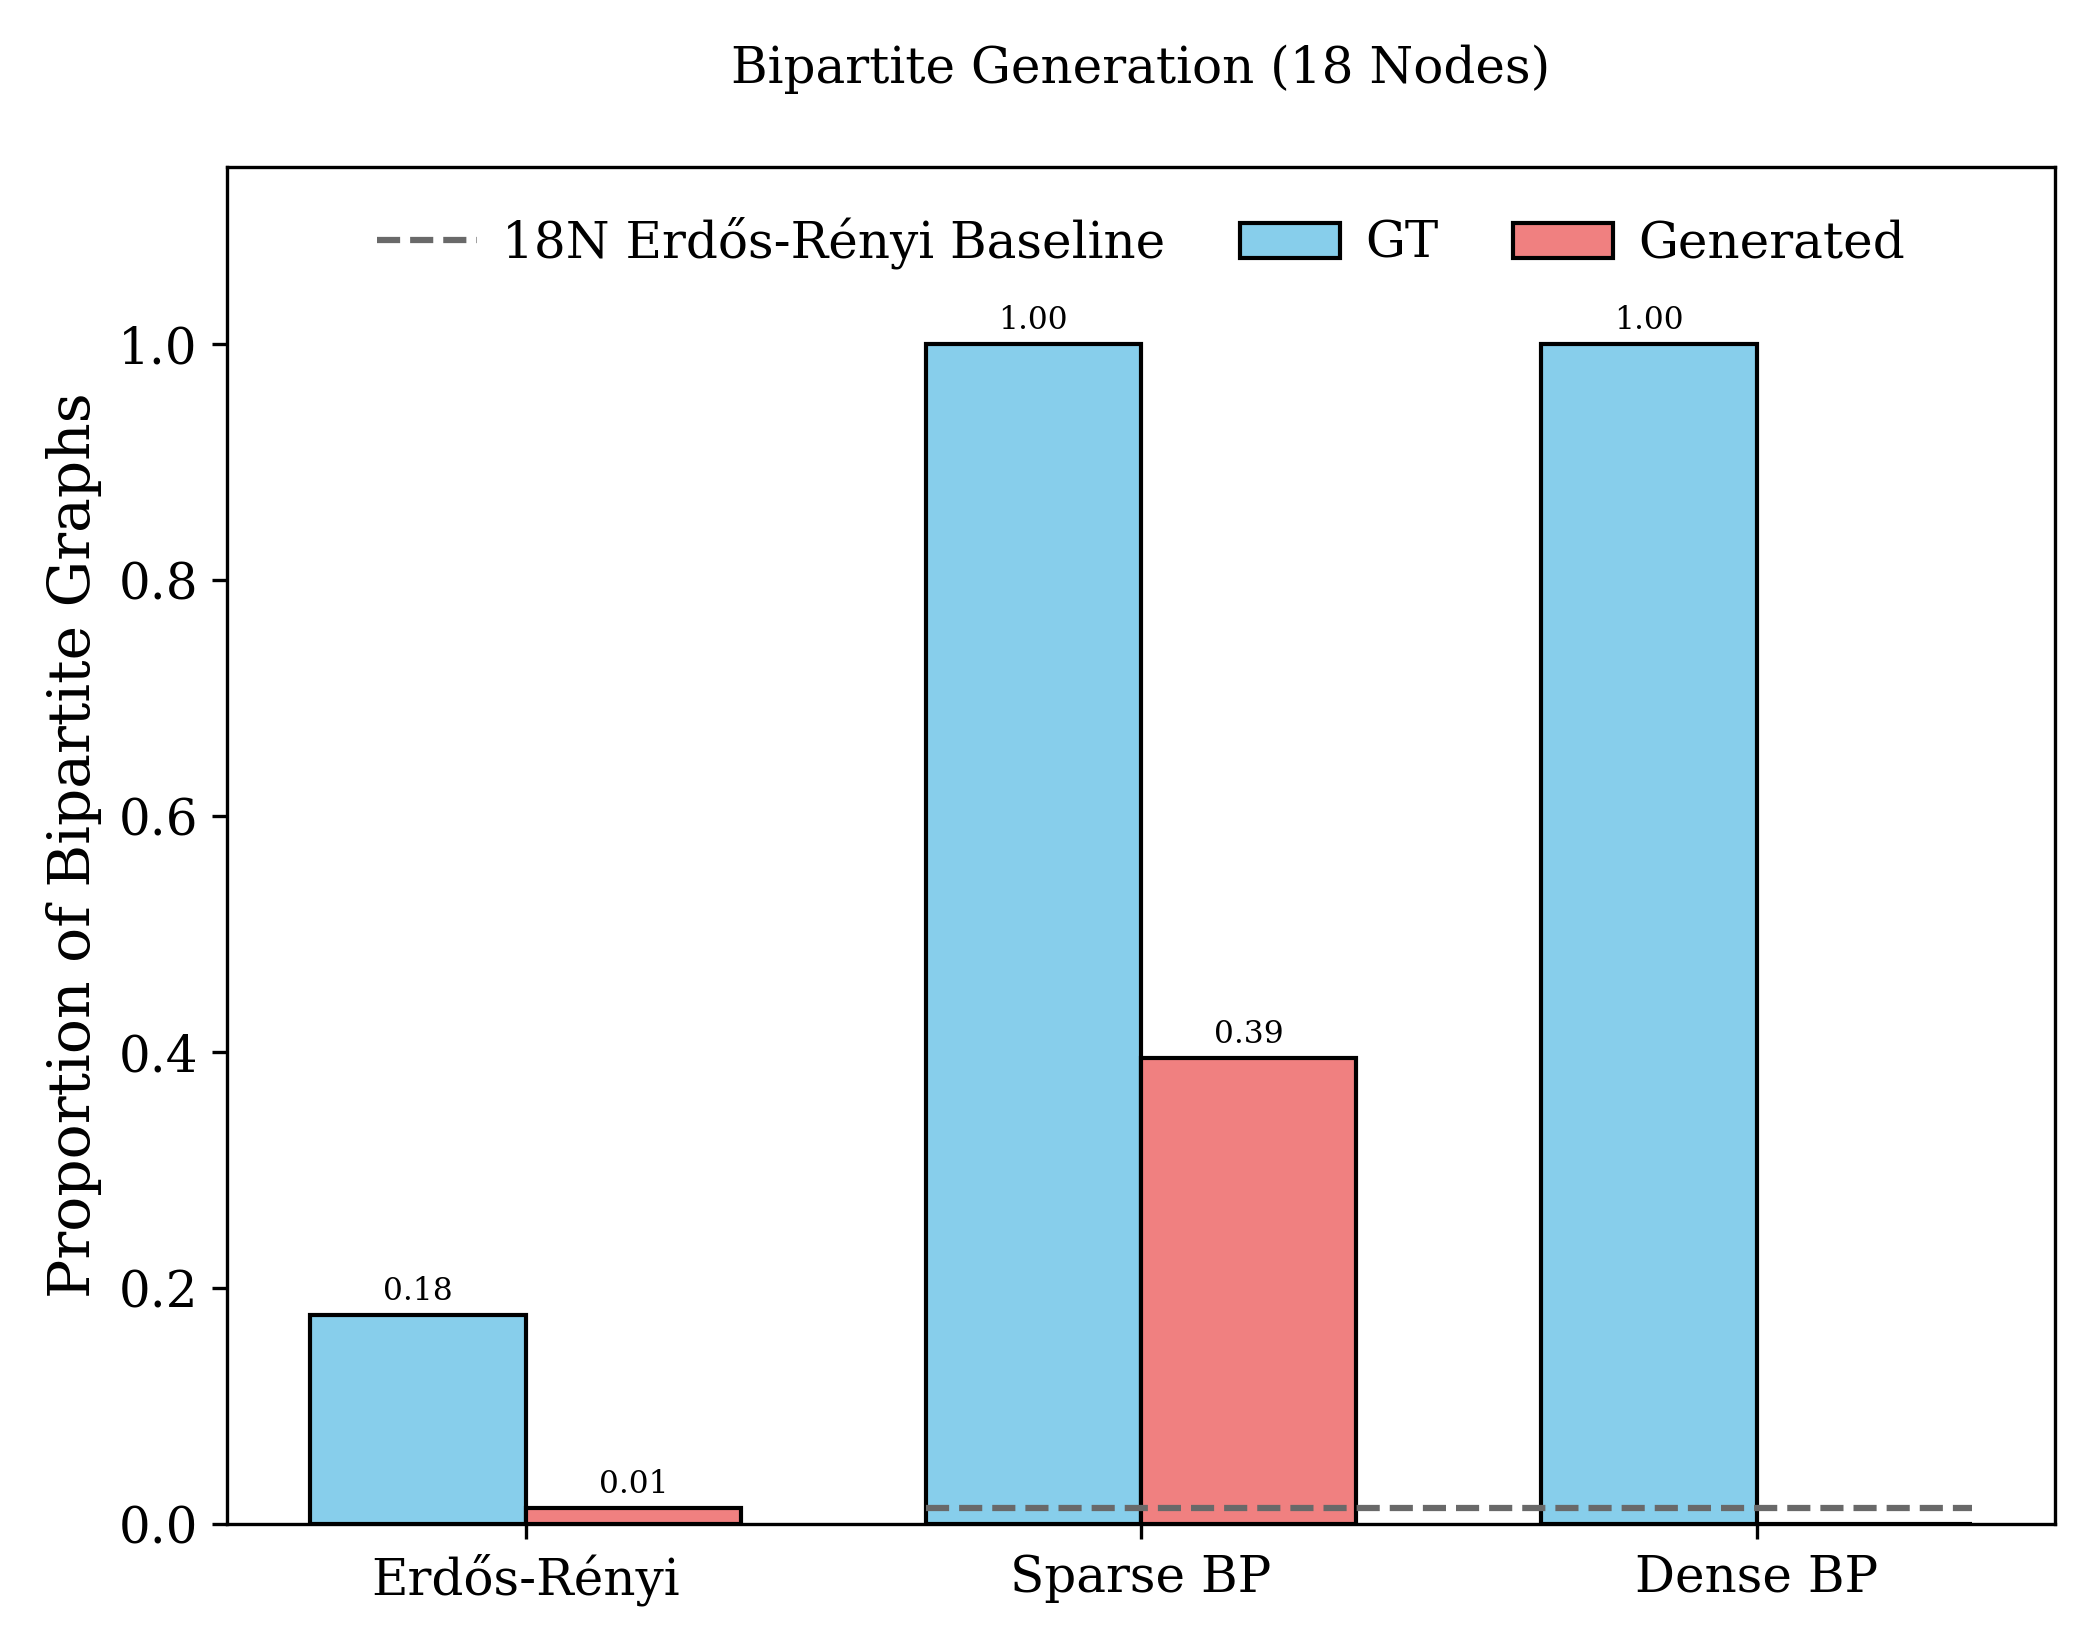 Bipartite Generation (18 Nodes)
18N Erdős-Rényi Baseline
GT
Generated
Proportion of Bipartite Graphs
1.0
0.8
0.6
0.4
0.2
0.0
0.18
0.01
1.00
0.39
1.00
Erdős-Rényi
Sparse BP
Dense BP